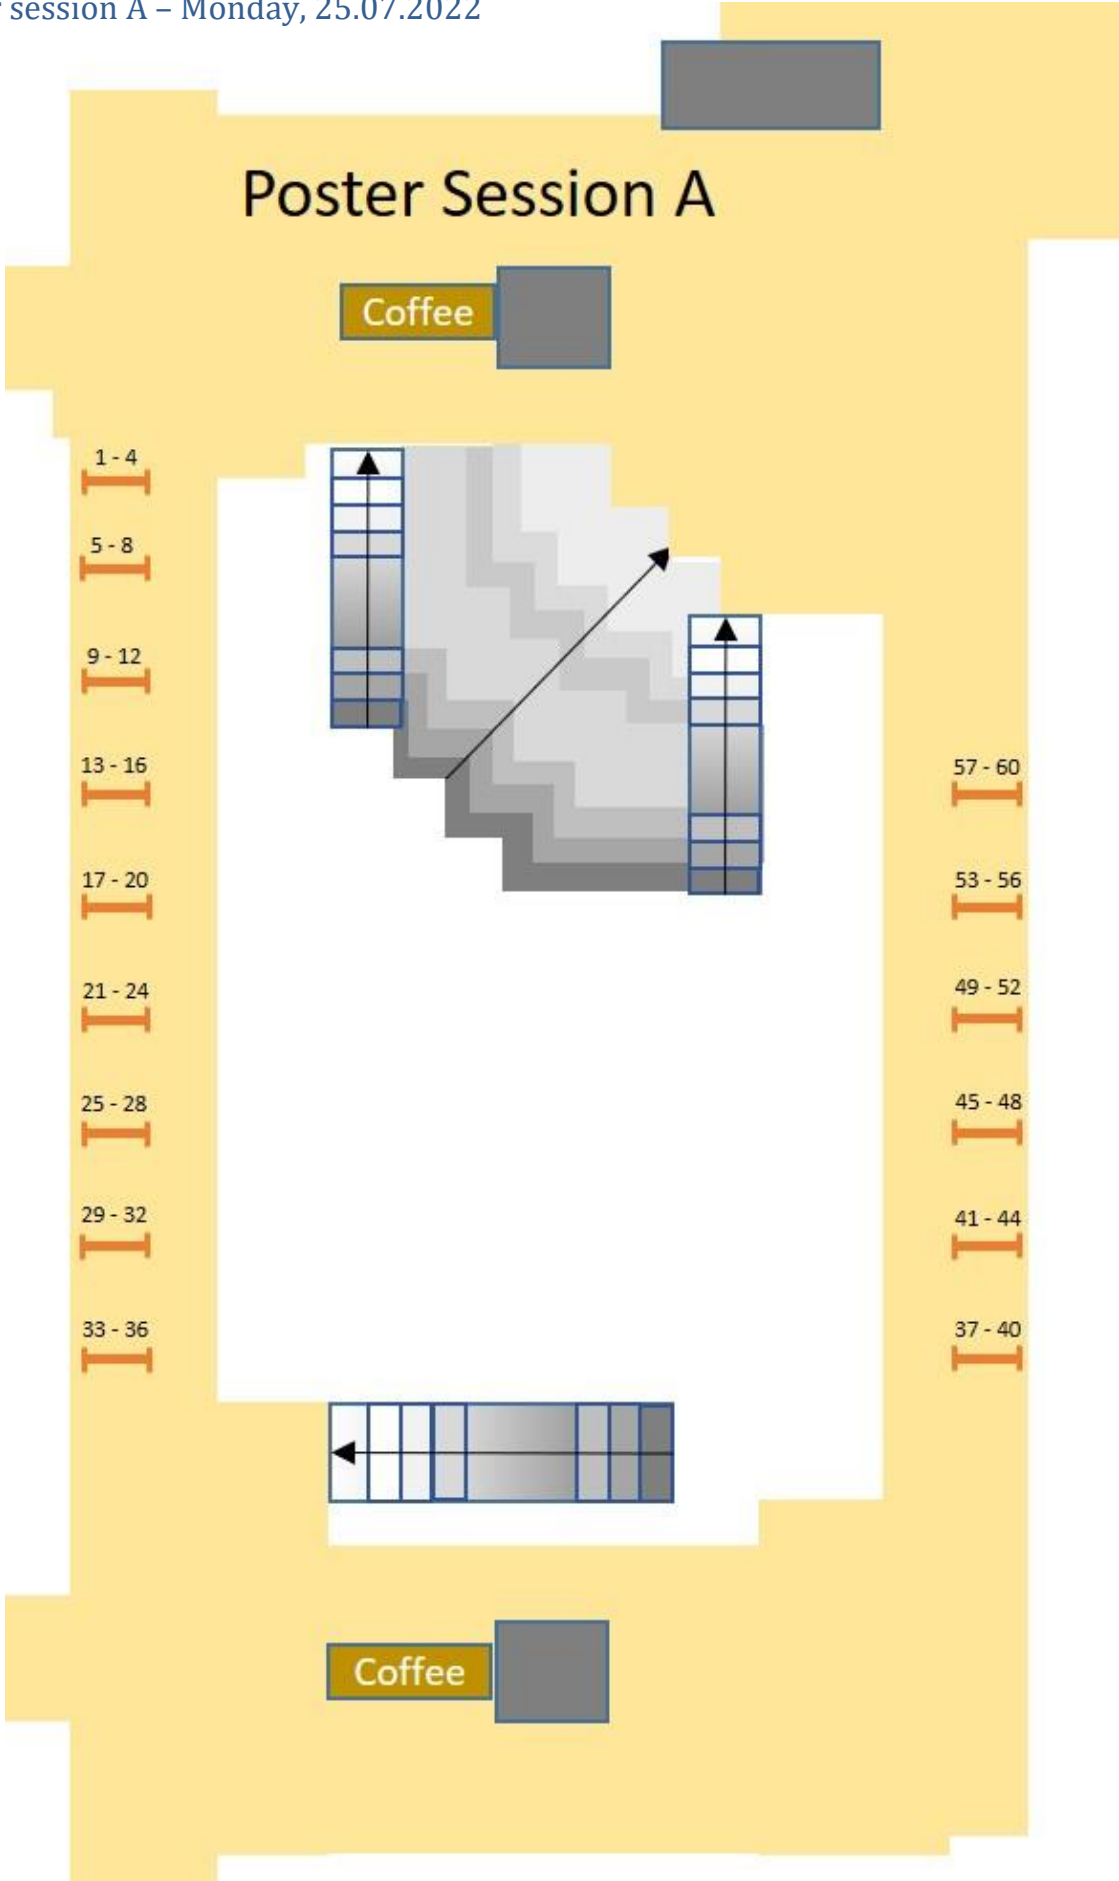 session A – Monday, 25.07.2022
Poster Session A
Coffee
1 - 4
5 - 8
9 - 12
13 - 16
57 - 60
17 - 20
53 - 56
21 - 24
49 - 52
25 - 28
45 - 48
29 - 32
41 - 44
33 - 36
37 - 40
Coffee